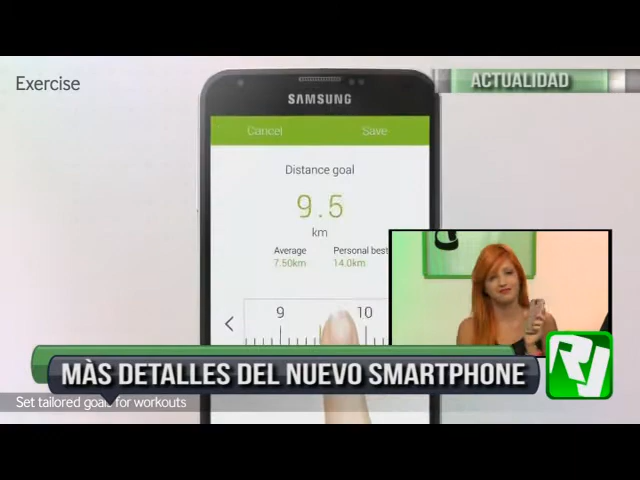 Exercise
ACTUALIDAD
SAMSUNG
Cancel Save
Distance goal
9.5
km
Average Personal best
7.50km 14.0km
9 10
MÀS DETALLES DEL NUEVO SMARTPHONE
RJ
Set tailored goals for workouts